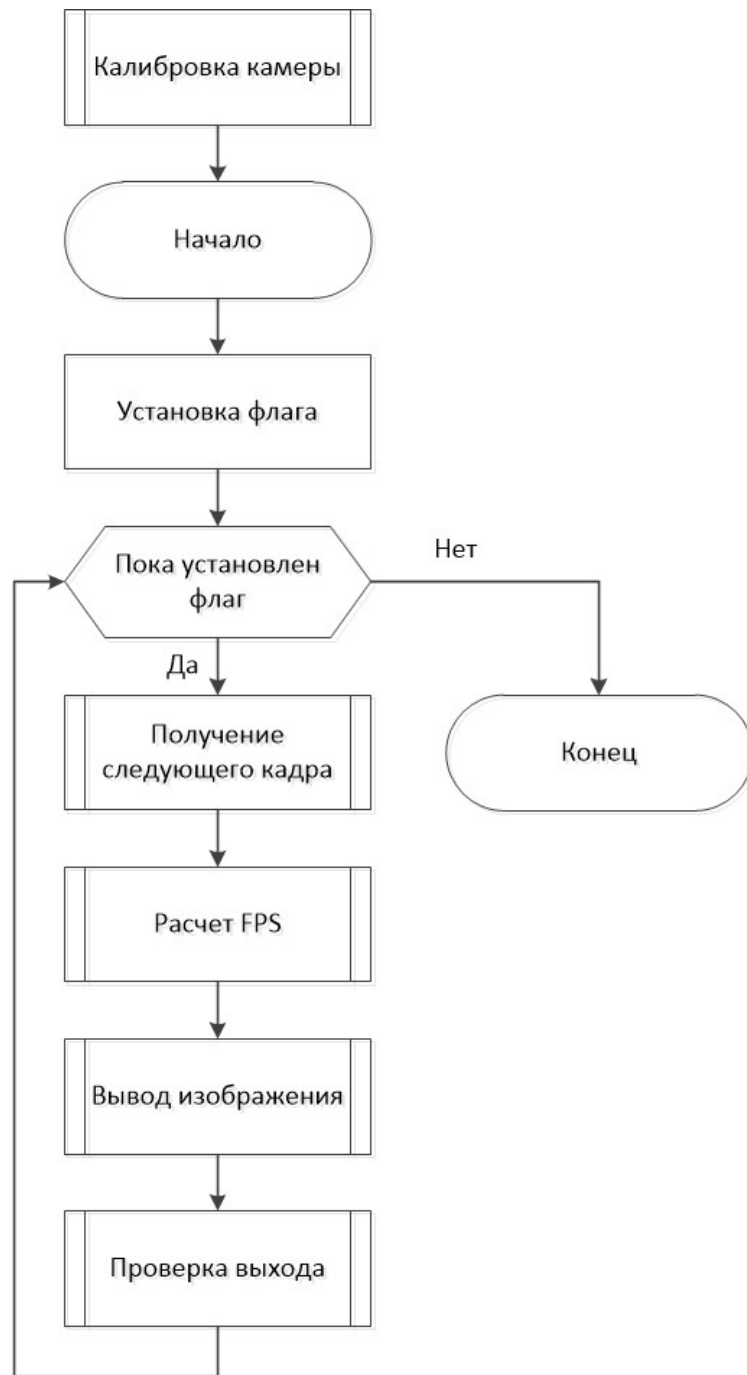 Калибровка камеры
Начало
Установка флага
Пока установлен
флаг
Нет
Да
Получение
следующего кадра
Конец
Расчет FPS
Вывод изображения
Проверка выхода